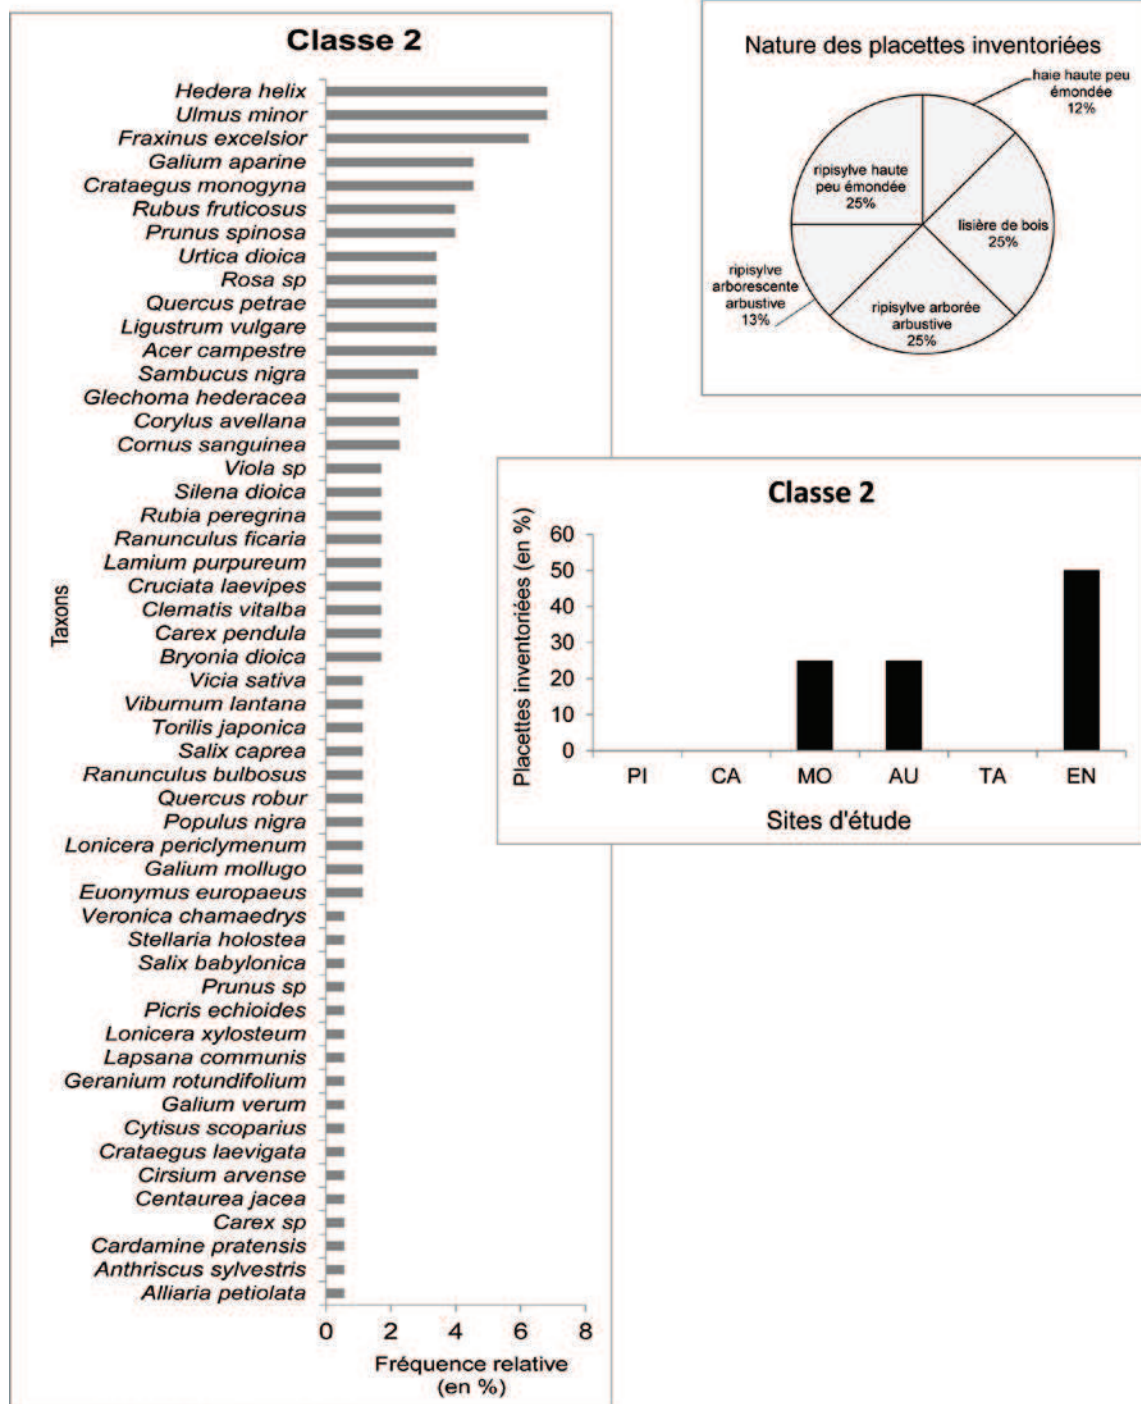 Classe 2
Hedera helix
Ulmus minor
Fraxinus excelsior
Galium aparine
Crataegus monogyna
Rubus fruticosus
Prunus spinosa
Urtica dioica
Rosa sp
Quercus petrae
Ligustrum vulgare
Acer campestre
Sambucus nigra
Glechoma hederacea
Corylus avellana
Cornus sanguinea
Viola sp
Silena dioica
Rubia peregrina
Ranunculus ficaria
Lamium purpureum
Cruciata laevipes
Clematis vitalba
Carex pendula
Bryonia dioica
Vicia sativa
Viburnum lantana
Torilis japonica
Salix caprea
Ranunculus bulbosus
Quercus robur
Populus nigra
Lonicera periclymenum
Galium mollugo
Euonymus europaeus
Veronica chamaedrys
Stellaria holostea
Salix babylonica
Prunus sp
Picris echioides
Lonicera xylosteum
Lapsana communis
Geranium rotundifolium
Galium verum
Cytisus scoparius
Crataegus laevigata
Cirsium arvense
Centaurea jacea
Carex sp
Cardamine pratensis
Anthriscus sylvestris
Alliaria petiolata
Taxons
0 2 4 6 8
Fréquence relative
(en %)
Nature des placettes inventoriées
haie haute peu
émondée
12%
lisière de bois
25%
ripisylve arborée
arbustive
25%
ripisylve
arborescente
arbustive
13%
ripisylve haute
peu émondée
25%
Classe 2
Placettes inventoriées (en %)
60
50
40
30
20
10
0
PI CA MO AU TA EN
Sites d'étude